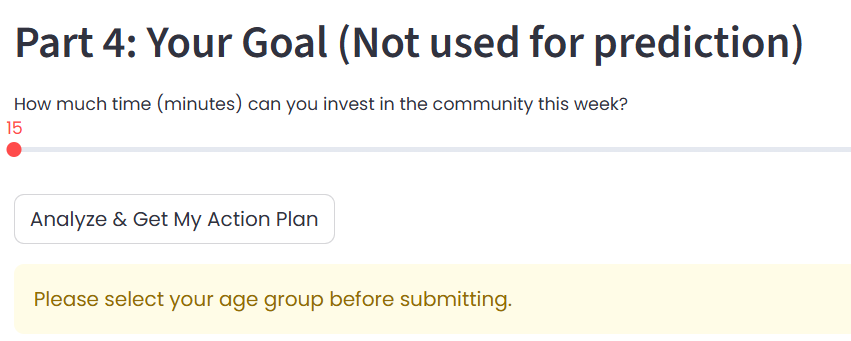 Part 4: Your Goal (Not used for prediction)
How much time (minutes) can you invest in the community this week?
15
Analyze & Get My Action Plan
Please select your age group before submitting.